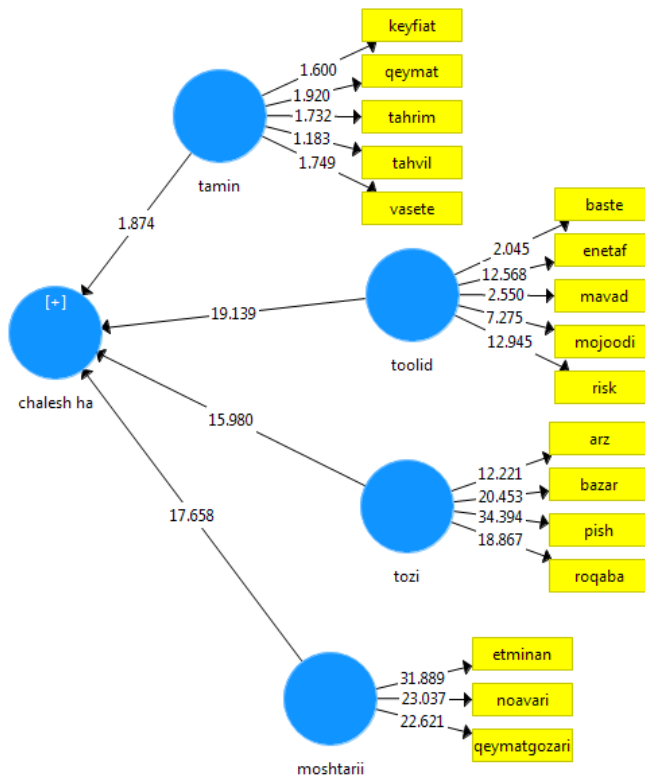 keyfiat
1.600
qeymat
1.920
tahrim
1.732
tahvil
1.183
vasete
1.749
tamin
1.874
baste
2.045
enetaf
12.568
mavad
2.550
mojoodi
7.275
risk
12.945
toolid
19.139
[+]
chalesh ha
15.980
arz
12.221
bazar
20.453
pish
34.394
roqaba
18.867
tozi
17.658
etminan
31.889
noavari
23.037
qeymatgozari
22.621
moshtarii